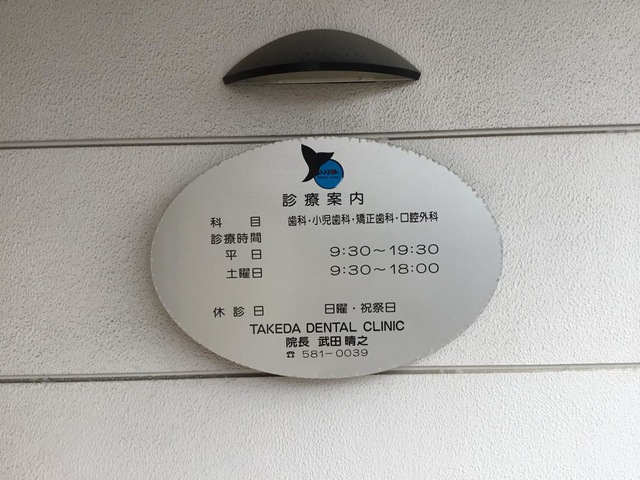 診療案内
科目 歯科・小児歯科・矯正歯科・口腔外科
診療時間
平日 9:30～19:30
土曜日 9:30～18:00
休診日 日曜・祝祭日
TAKEDA DENTAL CLINIC
院長 武田晴之
☎ 581-0039